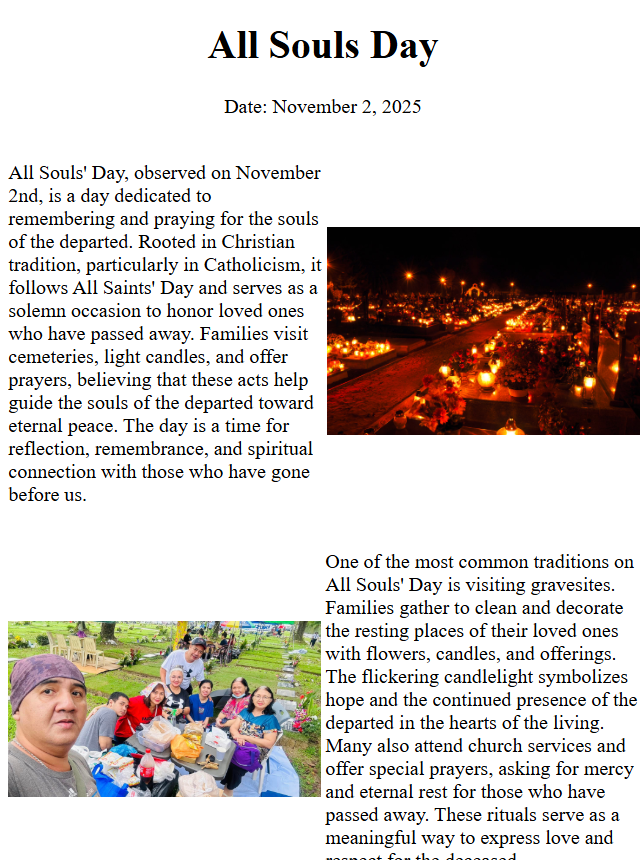 All Souls Day
Date: November 2, 2025
All Souls' Day, observed on November
2nd, is a day dedicated to
remembering and praying for the souls
of the departed. Rooted in Christian
tradition, particularly in Catholicism, it
follows All Saints' Day and serves as a
solemn occasion to honor loved ones
who have passed away. Families visit
cemeteries, light candles, and offer
prayers, believing that these acts help
guide the souls of the departed toward
eternal peace. The day is a time for
reflection, remembrance, and spiritual
connection with those who have gone
before us.
One of the most common traditions on
All Souls' Day is visiting gravesites.
Families gather to clean and decorate
the resting places of their loved ones
with flowers, candles, and offerings.
The flickering candlelight symbolizes
hope and the continued presence of the
departed in the hearts of the living.
Many also attend church services and
offer special prayers, asking for mercy
and eternal rest for those who have
passed away. These rituals serve as a
meaningful way to express love and
respect for the deceased.